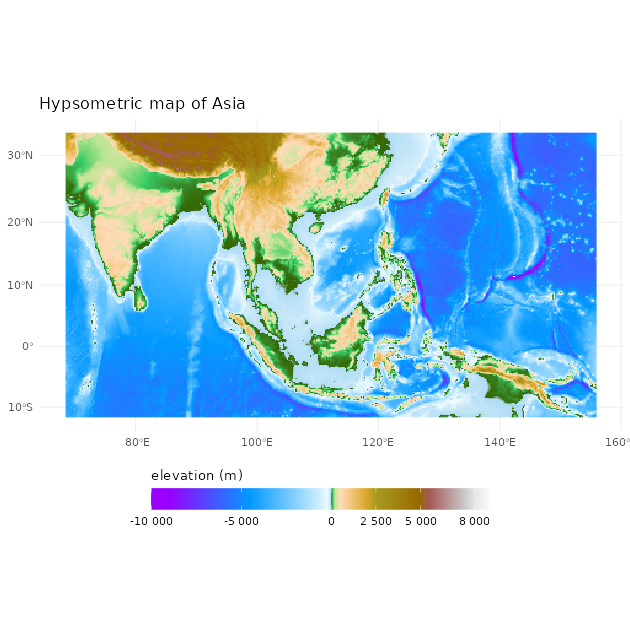 Hypsometric map of Asia
30°N
20°N
10°N
0°
10°S
80°E
100°E
120°E
140°E
160°
elevation (m)
-10 000
-5 000
0
2 500
5 000
8 000